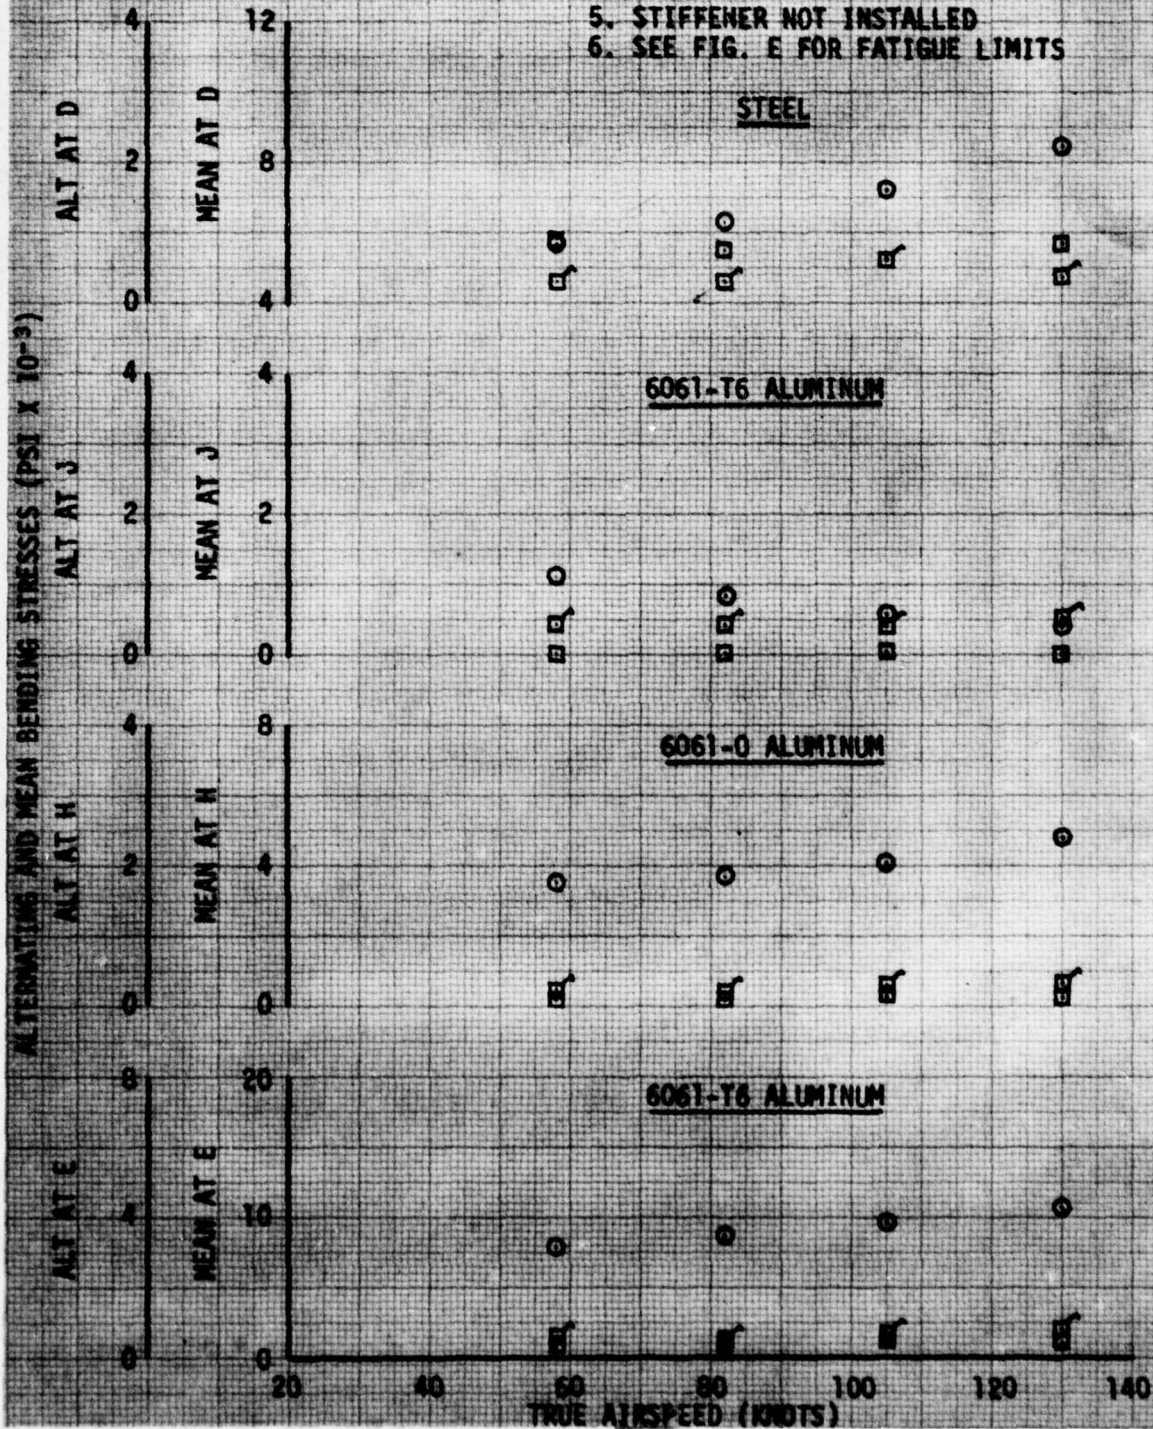 5. STIFFENER NOT INSTALLED
6. SEE FIG. E FOR FATIGUE LIMITS
STEEL
4
2
0
ALT AT D
12
8
4
MEAN AT D
6061-T6 ALUMINUM
4
2
0
ALT AT J
4
2
0
MEAN AT J
ALTERNATING AND MEAN BENDING STRESSES (PSI X 10-3)
6061-0 ALUMINUM
4
2
0
ALT AT H
8
4
0
MEAN AT H
6061-T6 ALUMINUM
8
4
0
ALT AT E
20
10
0
MEAN AT E
20 40 60 80 100 120 140
TRUE AIRSPEED (KNOTS)